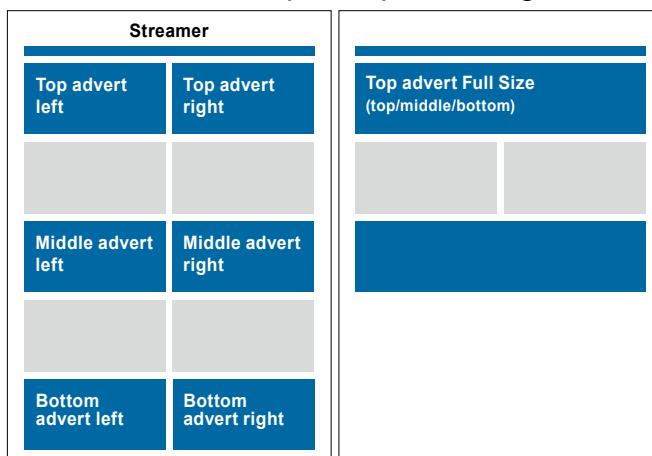 Streamer
Top advert
left
Top advert
right
Middle advert
left
Middle advert
right
Bottom
advert left
Bottom
advert right
Top advert Full Size
(top/middle/bottom)